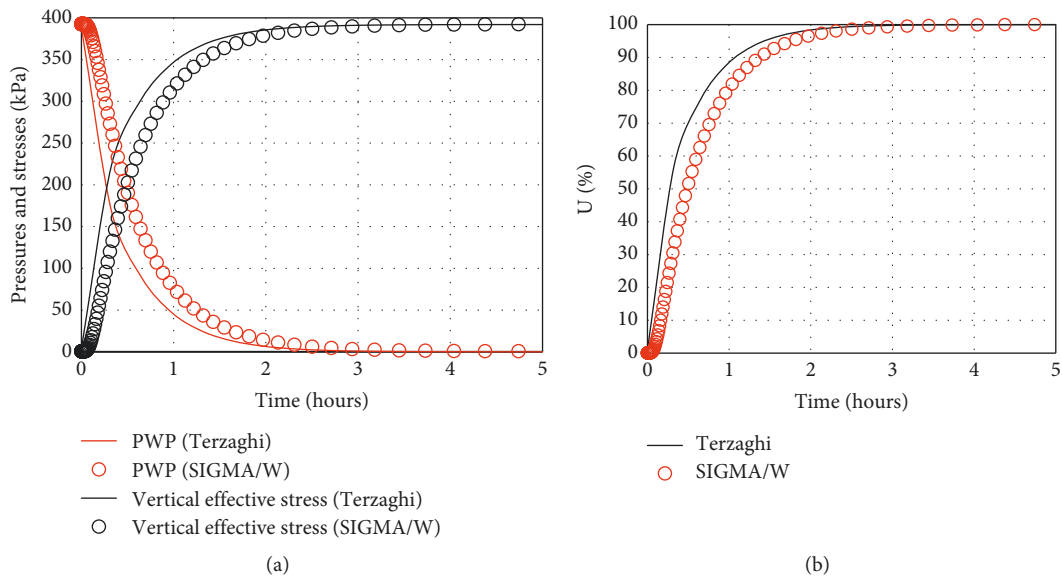 400
350
300
250
200
150
100
50
0
Pressures and stresses (kPa)
0 1 2 3 4 5
Time (hours)
PWP (Terzaghi)
PWP (SIGMA/W)
Vertical effective stress (Terzaghi)
Vertical effective stress (SIGMA/W)
(a)
100
90
80
70
60
50
40
30
20
10
0
U (%)
0 1 2 3 4 5
Time (hours)
Terzaghi
SIGMA/W
(b)